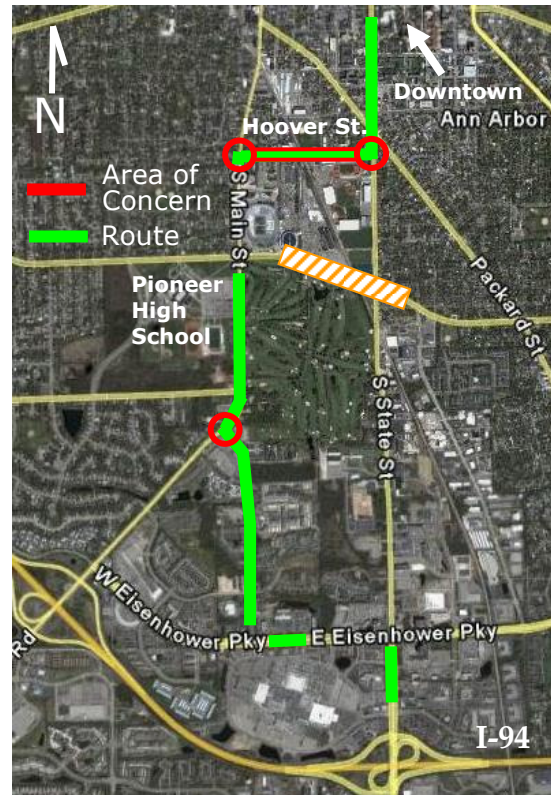 N
Downtown
Ann Arbor
Hoover St.
Area of
Concern
Route
S Main St
Pioneer
High
School
Packard St
S State St
W Eisenhower Pky
E Eisenhower Pky
Rd
I-94